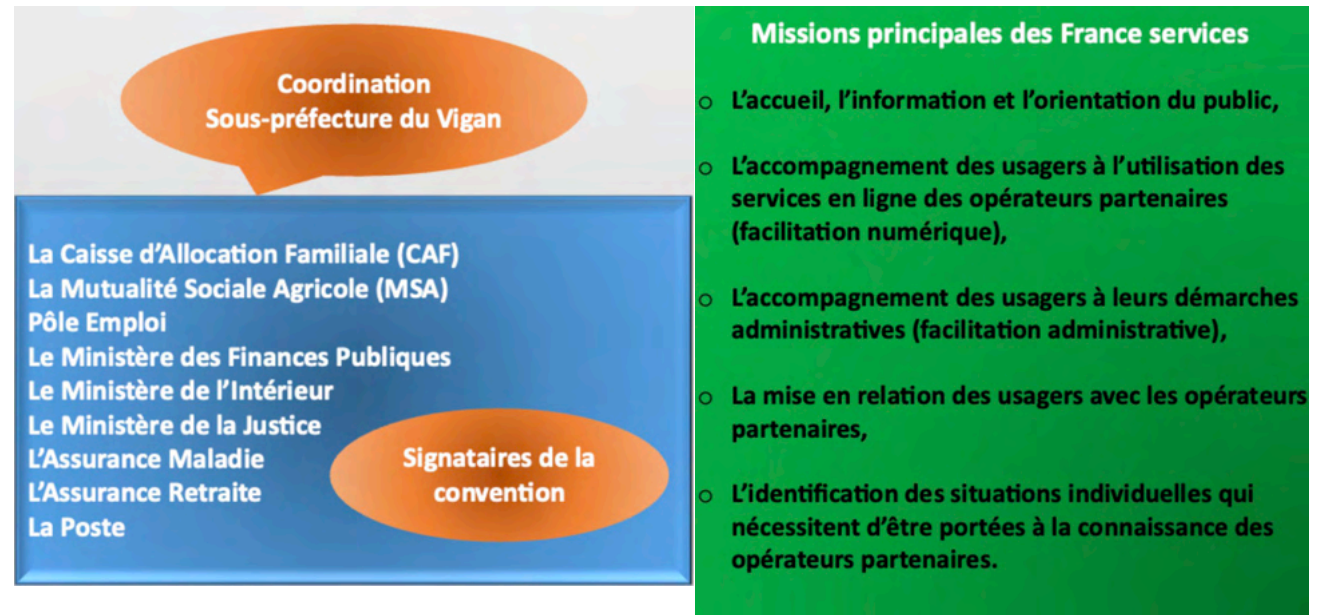 Coordination
Sous-préfecture du Vigan
La Caisse d’Allocation Familiale (CAF)
La Mutualité Sociale Agricole (MSA)
Pôle Emploi
Le Ministère des Finances Publiques
Le Ministère de l’Intérieur
Le Ministère de la Justice
L’Assurance Maladie
L’Assurance Retraite
La Poste
Signataires de la
convention
Missions principales des France services
o L’accueil, l’information et l’orientation du public,
o L’accompagnement des usagers à l’utilisation des
services en ligne des opérateurs partenaires
(facilitation numérique),
o L’accompagnement des usagers à leurs démarches
administratives (facilitation administrative),
o La mise en relation des usagers avec les opérateurs
partenaires,
o L’identification des situations individuelles qui
nécessitent d’être portées à la connaissance des
opérateurs partenaires.